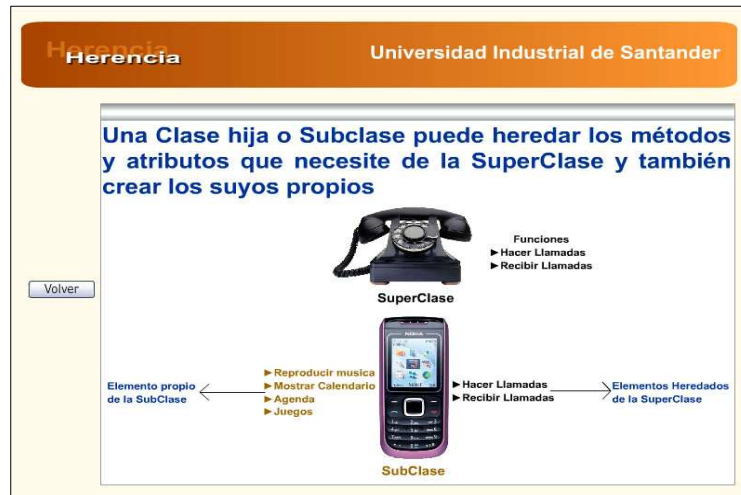 Herencia
Herencia
Universidad Industrial de Santander
Una Clase hija o Subclase puede heredar los métodos
y atributos que necesite de la SuperClase y también
crear los suyos propios
Funciones
►Hacer Llamadas
►Recibir Llamadas
SuperClase
Volver
NOKIA
►Reproducir musica
►Mostrar Calendario
►Agenda
►Juegos
Elemento propio
de la SubClase
►Hacer Llamadas
►Recibir Llamadas
Elementos Heredados
de la SuperClase
SubClase